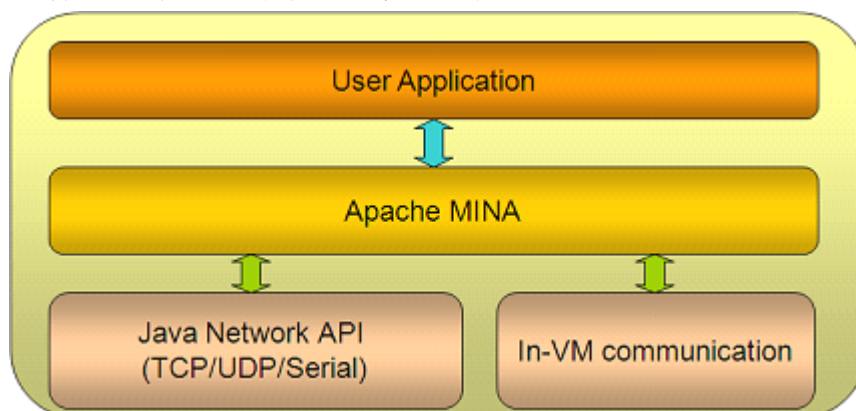 User Application
Apache MINA
Java Network API
(TCP/UDP/Serial)
In-VM communication